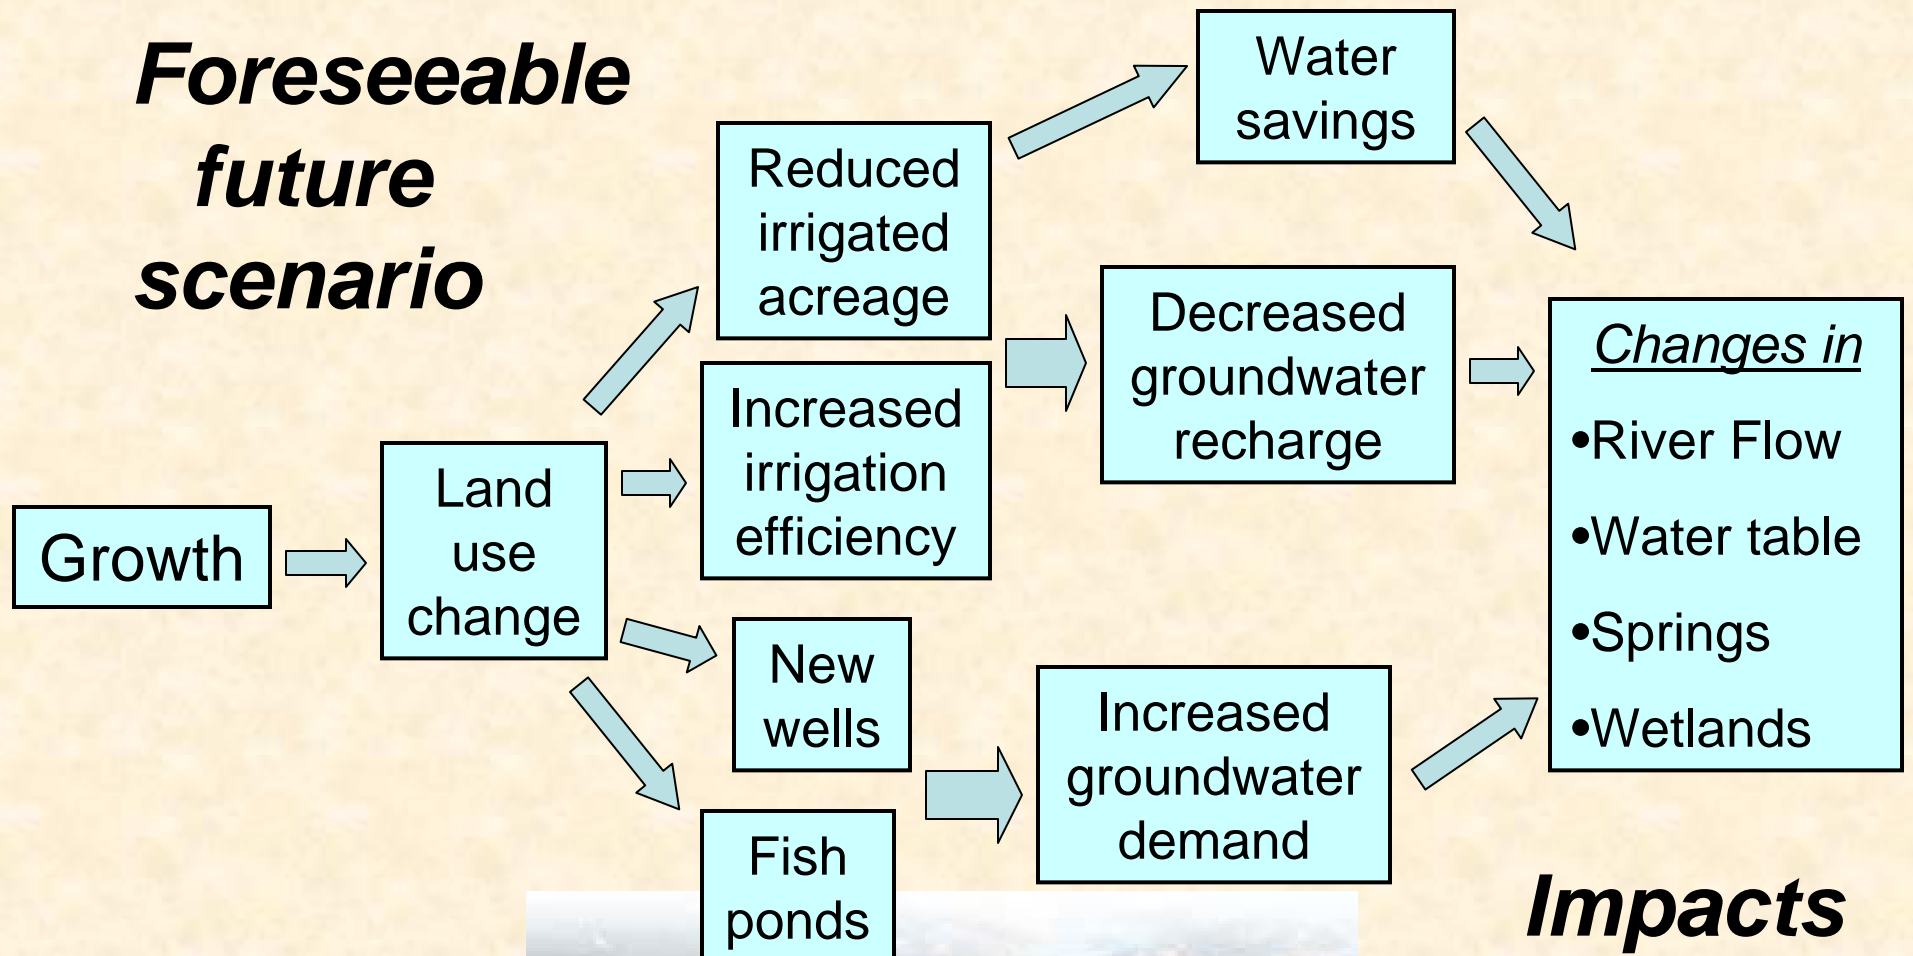 Foreseeable
future
scenario
Growth
Land
use
change
Reduced
irrigated
acreage
Increased
irrigation
efficiency
New
wells
Fish
ponds
Water
savings
Decreased
groundwater
recharge
Increased
groundwater
demand
Changes in
•River Flow
•Water table
•Springs
•Wetlands
Impacts